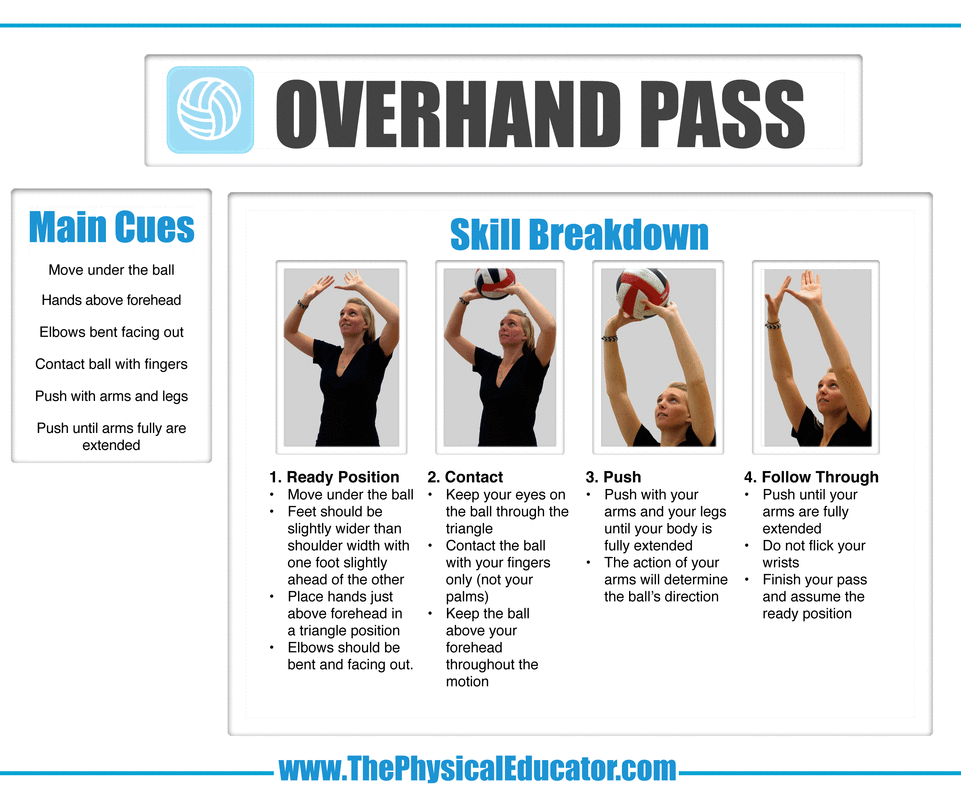 OVERHAND PASS
Main Cues
Move under the ball
Hands above forehead
Elbows bent facing out
Contact ball with fingers
Push with arms and legs
Push until arms fully are
extended
Skill Breakdown
1. Ready Position
• Move under the ball
• Feet should be
slightly wider than
shoulder width with
one foot slightly
ahead of the other
• Place hands just
above forehead in
a triangle position
• Elbows should be
bent and facing out.
2. Contact
• Keep your eyes on
the ball through the
triangle
• Contact the ball
with your fingers
only (not your
palms)
• Keep the ball
above your
forehead
throughout the
motion
3. Push
• Push with your
arms and your legs
until your body is
fully extended
• The action of your
arms will determine
the ball's direction
4. Follow Through
• Push until your
arms are fully
extended
• Do not flick your
wrists
• Finish your pass
and assume the
ready position
www.ThePhysicalEducator.com